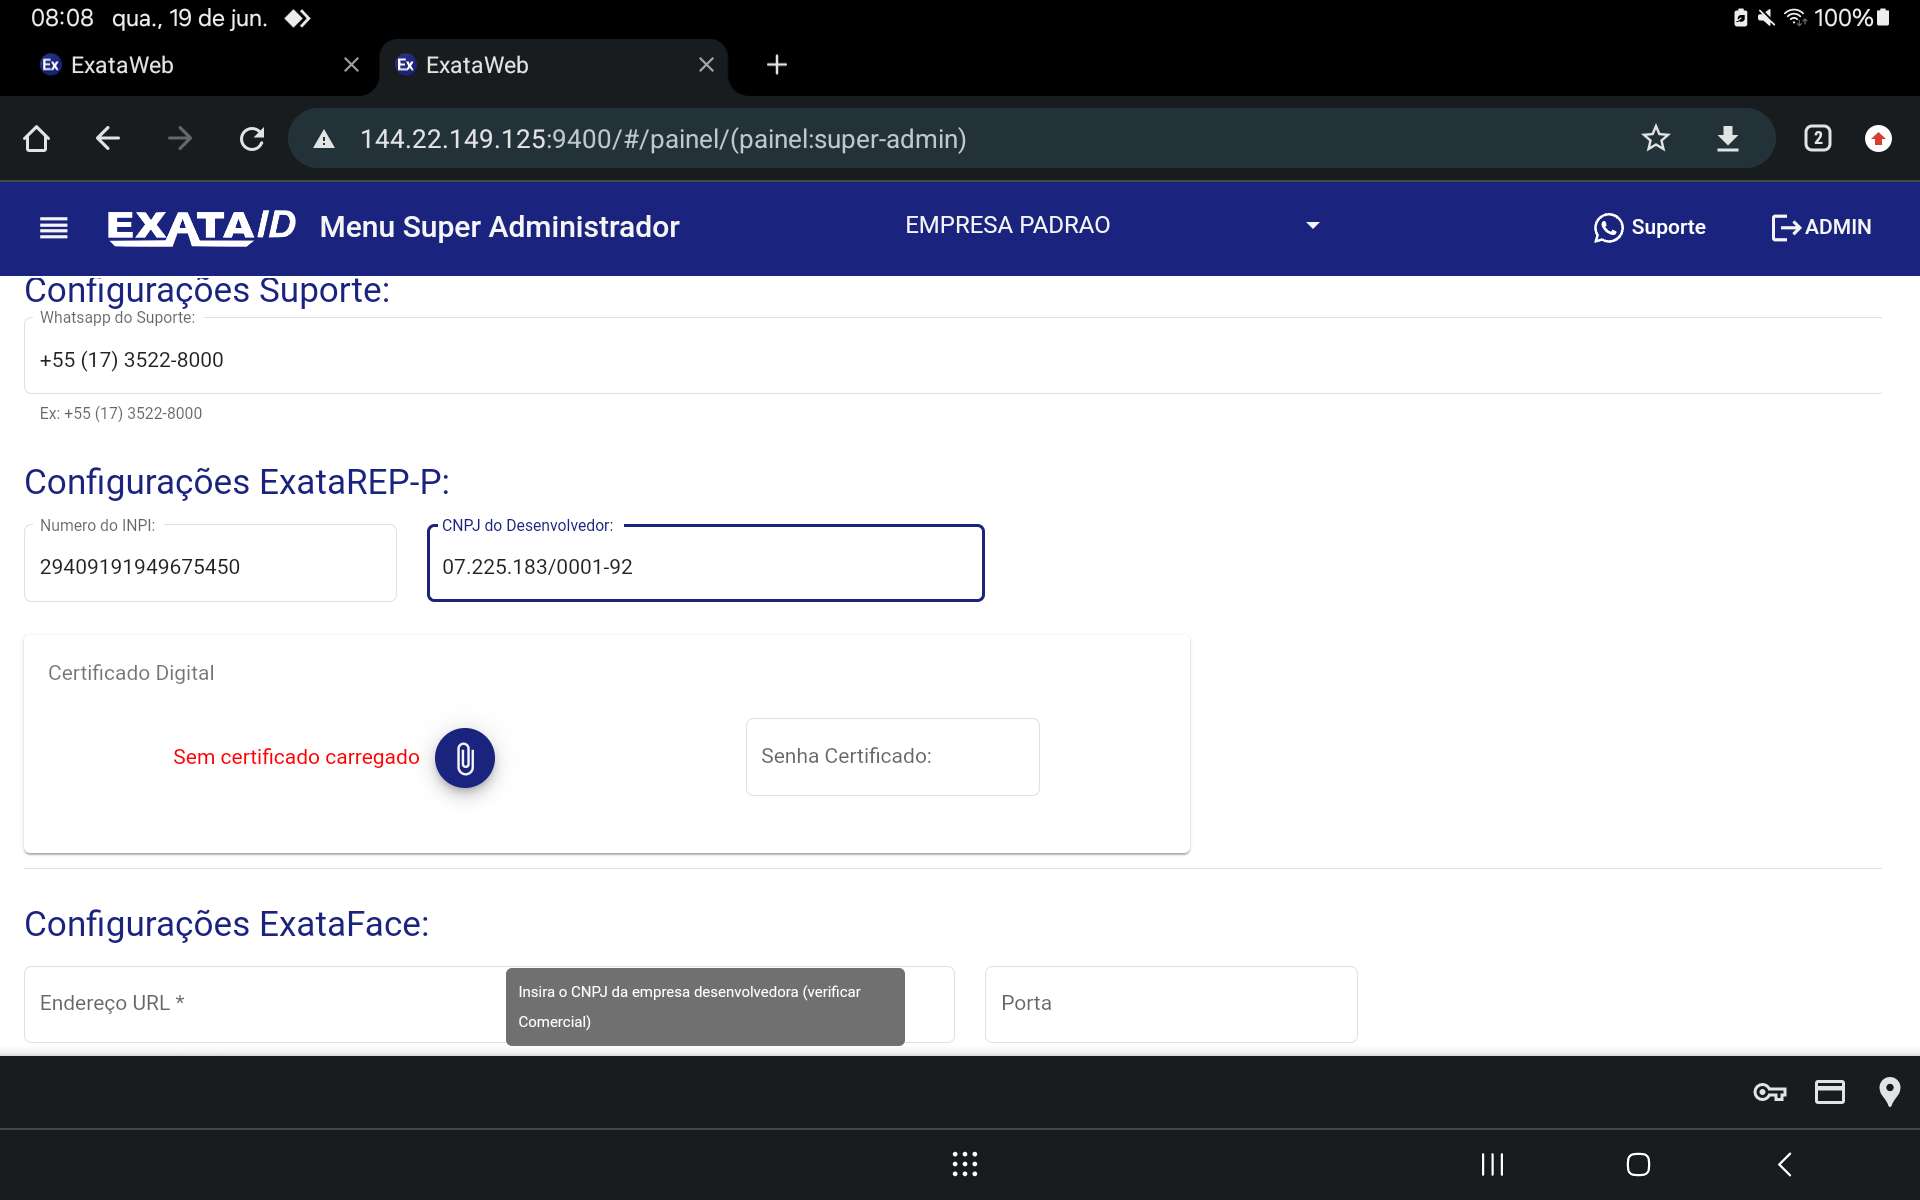 08:08 qua., 19 de jun.
100%
Ex ExataWeb
Ex ExataWeb
144.22.149.125:9400/#/painel/(painel:super-admin)
2
EXATA/ID Menu Super Administrador
EMPRESA PADRAO
Suporte
ADMIN
Configurações Suporte:
Whatsapp do Suporte:
+55 (17) 3522-8000
Ex: +55 (17) 3522-8000
Configurações ExataREP-P:
Numero do INPI:
29409191949675450
CNPJ do Desenvolvedor:
07.225.183/0001-92
Certificado Digital
Sem certificado carregado
Senha Certificado:
Configurações ExataFace:
Endereço URL *
Insira o CNPJ da empresa desenvolvedora (verificar
Comercial)
Porta